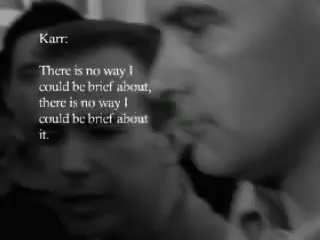 Karr:
There is no way I
could be brief about,
there is no way I
could be brief about
it.